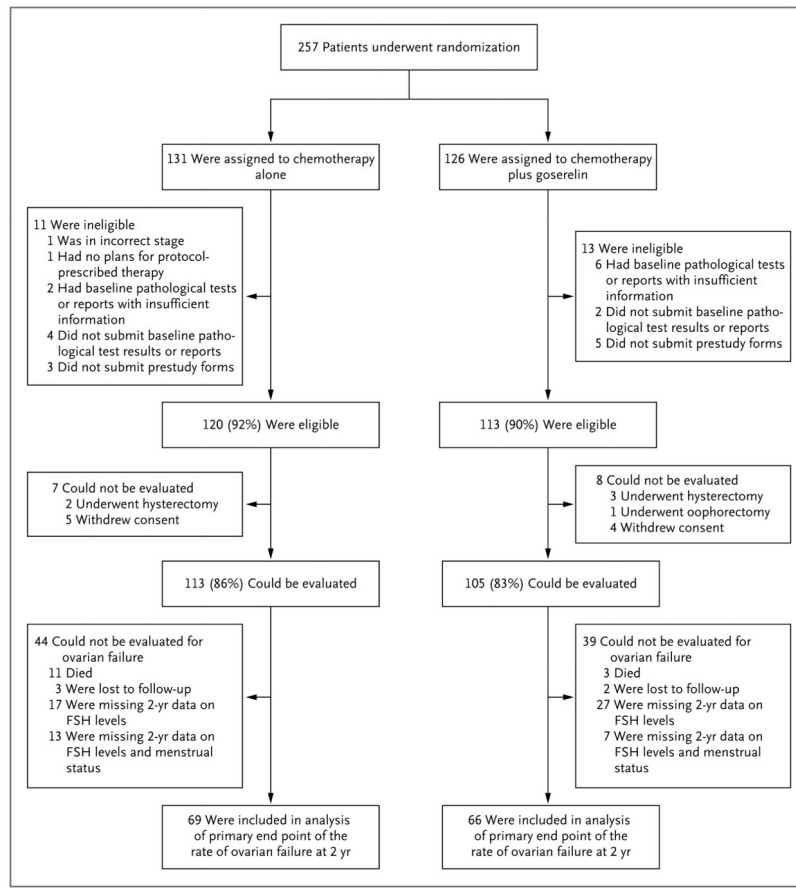 257 Patients underwent randomization
131 Were assigned to chemotherapy
alone
126 Were assigned to chemotherapy
plus goserelin
11 Were ineligible
1 Was in incorrect stage
1 Had no plans for protocol-
prescribed therapy
2 Had baseline pathological tests
or reports with insufficient
information
4 Did not submit baseline patho-
logical test results or reports
3 Did not submit prestudy forms
13 Were ineligible
6 Had baseline pathological tests
or reports with insufficient
information
2 Did not submit baseline patho-
logical test results or reports
5 Did not submit prestudy forms
120 (92%) Were eligible
113 (90%) Were eligible
7 Could not be evaluated
2 Underwent hysterectomy
5 Withdrew consent
8 Could not be evaluated
3 Underwent hysterectomy
1 Underwent oophorectomy
4 Withdrew consent
113 (86%) Could be evaluated
105 (83%) Could be evaluated
44 Could not be evaluated for
ovarian failure
11 Died
3 Were lost to follow-up
17 Were missing 2-yr data on
FSH levels
13 Were missing 2-yr data on
FSH levels and menstrual
status
39 Could not be evaluated for
ovarian failure
3 Died
2 Were lost to follow-up
27 Were missing 2-yr data on
FSH levels
7 Were missing 2-yr data on
FSH levels and menstrual
status
69 Were included in analysis
of primary end point of the
rate of ovarian failure at 2 yr
66 Were included in analysis
of primary end point of the
rate of ovarian failure at 2 yr